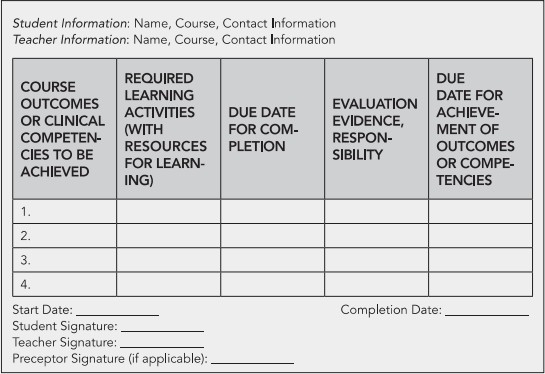 Student Information: Name, Course, Contact Information
Teacher Information: Name, Course, Contact Information
COURSE
OUTCOMES
OR CLINICAL
COMPETEN-
CIES TO BE
ACHIEVED
REQUIRED
LEARNING
ACTIVITIES
(WITH
RESOURCES
FOR LEARN-
ING)
DUE DATE
FOR COM-
PLETION
EVALUATION
EVIDENCE,
RESPON-
SIBILITY
DUE
DATE FOR
ACHIEVE-
MENT OF
OUTCOMES
OR COMPE-
TENCIES
1.
2.
3.
4.
Start Date: ____________ Completion Date: ____________
Student Signature: ____________
Teacher Signature: ____________
Preceptor Signature (if applicable): ____________